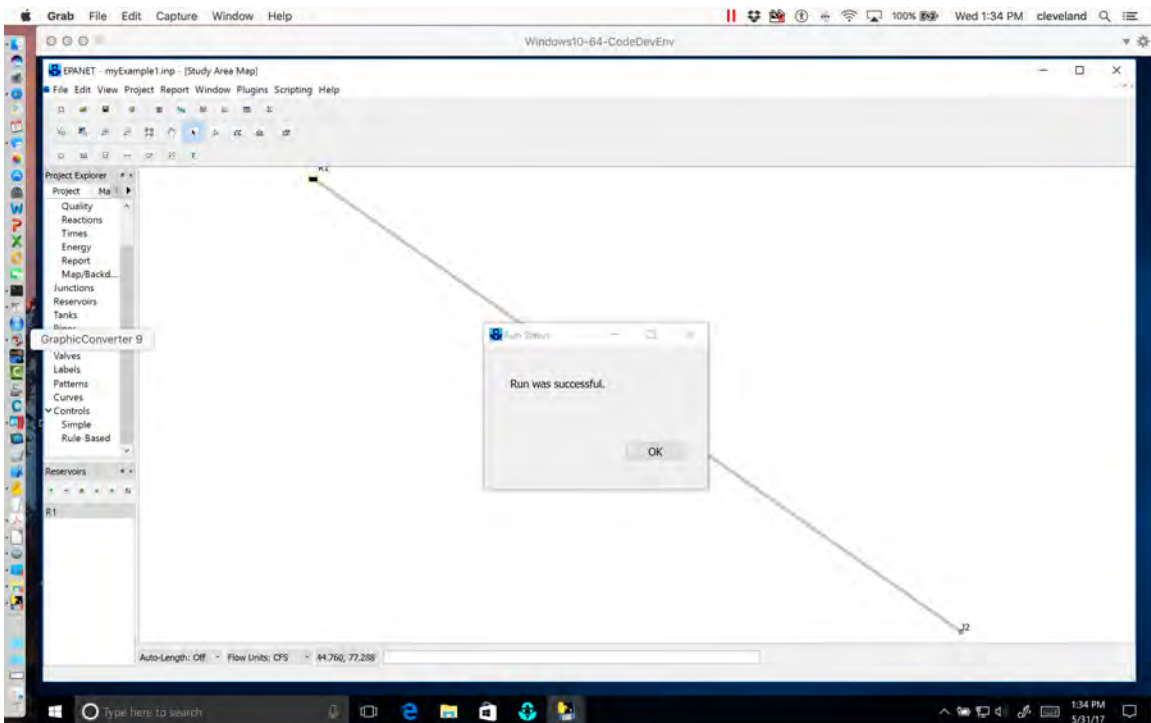 Grab File Edit Capture Window Help
100% Wed 1:34 PM cleveland
Windows10-64-CodeDevEnv
EPANET - myExample1.inp - [Study Area Map]
File Edit View Project Report Window Plugins Scripting Help
Project Explorer
Project Ma
Quality
Reactions
Times
Energy
Report
Map/Backd...
Junctions
Reservoirs
Tanks
GraphicConverter 9
Valves
Labels
Patterns
Curves
Controls
Simple
Rule-Based
Reservoirs
R1
R1
Run Status
Run was successful.
OK
J2
Auto-Length: Off Flow Units: CFS 44.760, 77.288
Type here to search
1:34 PM
5/31/17